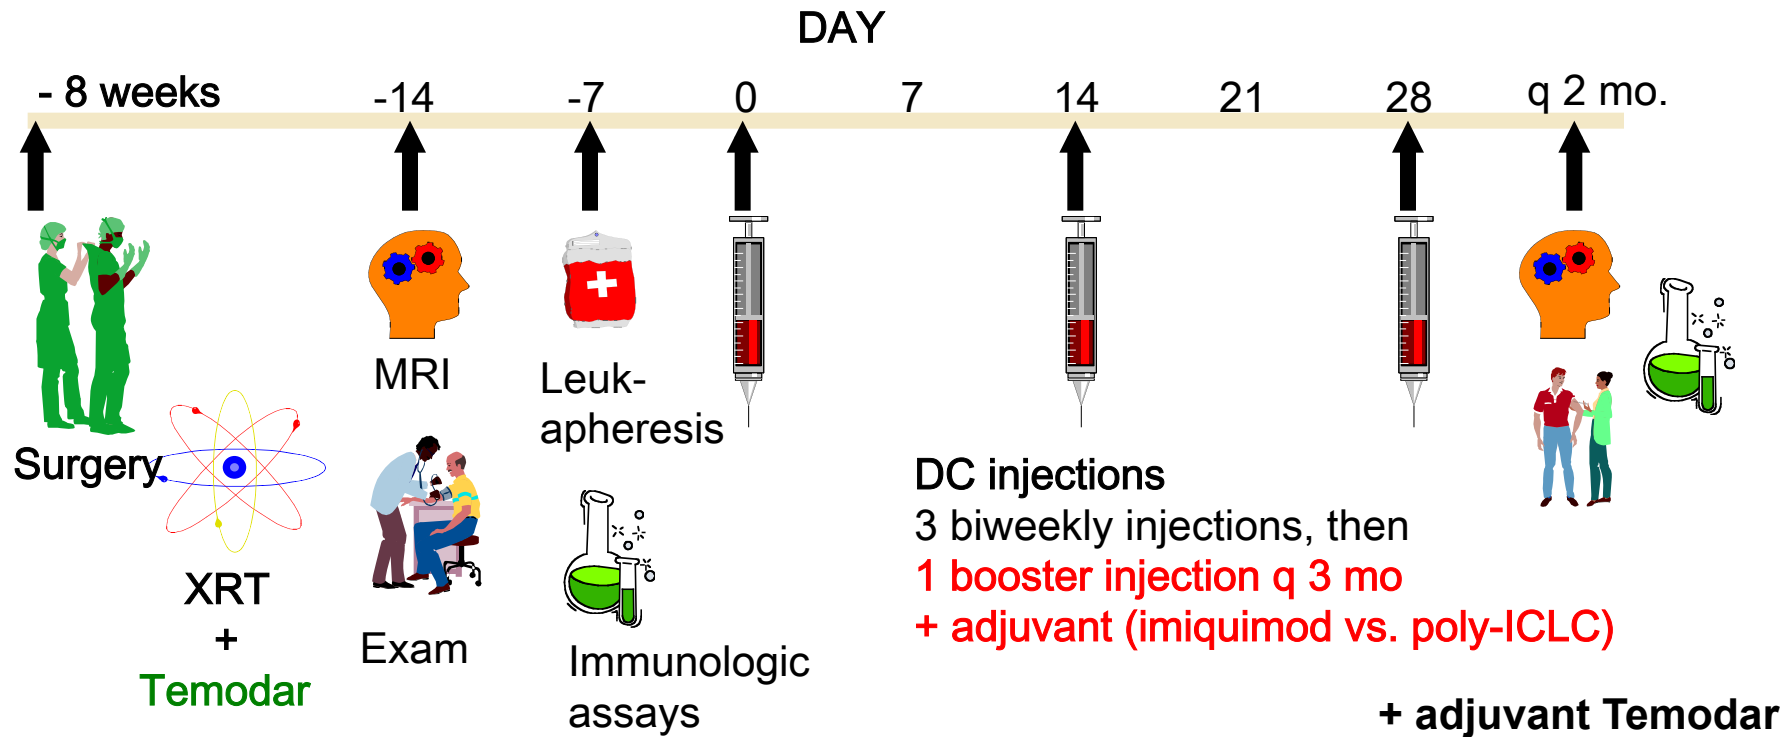 DAY
- 8 weeks
-14
-7
0
7
14
21
28
q 2 mo.
Surgery
XRT
+
Temodar
MRI
Exam
Leuk-
apheresis
Immunologic
assays
DC injections
3 biweekly injections, then
1 booster injection q 3 mo
+ adjuvant (imiquimod vs. poly-ICLC)
+ adjuvant Temodar